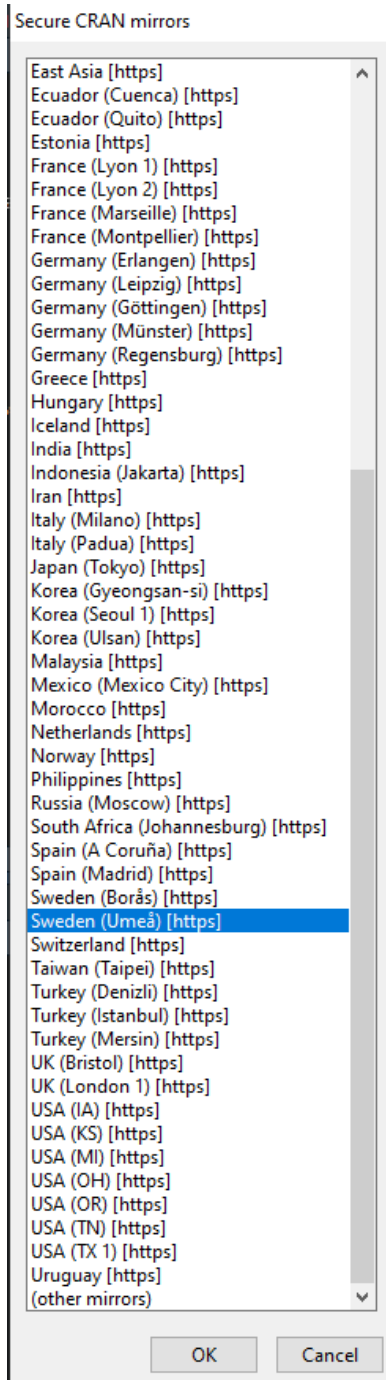 Secure CRAN mirrors
East Asia [https]
Ecuador (Cuenca) [https]
Ecuador (Quito) [https]
Estonia [https]
France (Lyon 1) [https]
France (Lyon 2) [https]
France (Marseille) [https]
France (Montpellier) [https]
Germany (Erlangen) [https]
Germany (Leipzig) [https]
Germany (Göttingen) [https]
Germany (Münster) [https]
Germany (Regensburg) [https]
Greece [https]
Hungary [https]
Iceland [https]
India [https]
Indonesia (Jakarta) [https]
Iran [https]
Italy (Milano) [https]
Italy (Padua) [https]
Japan (Tokyo) [https]
Korea (Gyeongsan-si) [https]
Korea (Seoul 1) [https]
Korea (Ulsan) [https]
Malaysia [https]
Mexico (Mexico City) [https]
Morocco [https]
Netherlands [https]
Norway [https]
Philippines [https]
Russia (Moscow) [https]
South Africa (Johannesburg) [https]
Spain (A Coruña) [https]
Spain (Madrid) [https]
Sweden (Borås) [https]
Sweden (Umeå) [https]
Switzerland [https]
Taiwan (Taipei) [https]
Turkey (Denizli) [https]
Turkey (Istanbul) [https]
Turkey (Mersin) [https]
UK (Bristol) [https]
UK (London 1) [https]
USA (IA) [https]
USA (KS) [https]
USA (MI) [https]
USA (OH) [https]
USA (OR) [https]
USA (TN) [https]
USA (TX 1) [https]
Uruguay [https]
(other mirrors)
OK Cancel